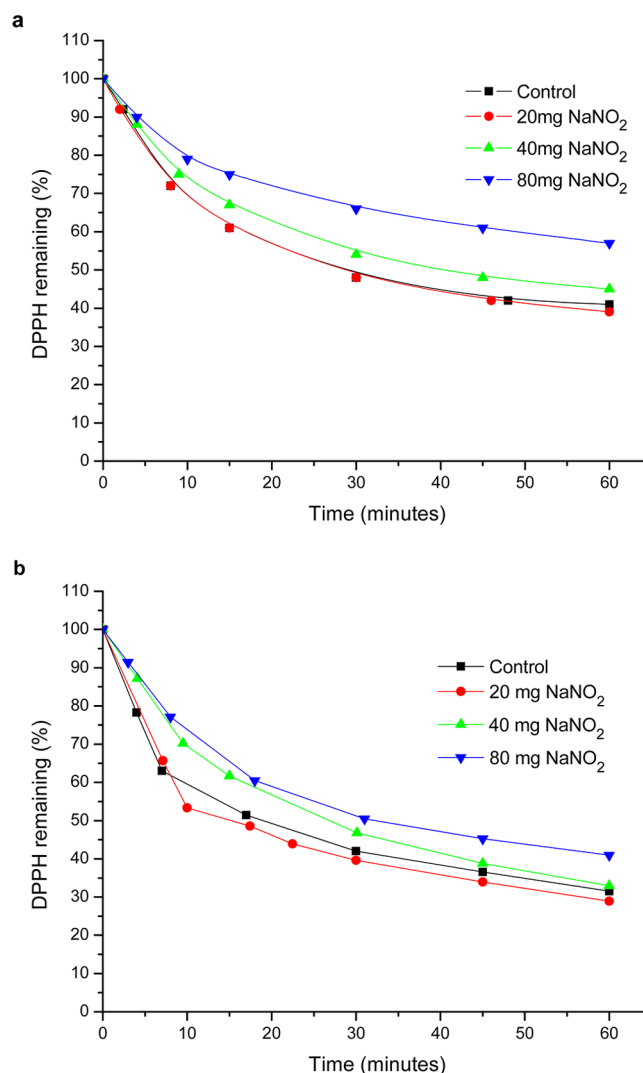 a
110
100
90
80
70
60
50
40
30
20
10
0
DPPH remaining (%)
Control
20mg NaNO₂
40mg NaNO₂
80mg NaNO₂
0 10 20 30 40 50 60
Time (minutes)
b
110
100
90
80
70
60
50
40
30
20
10
0
DPPH remaining (%)
Control
20 mg NaNO₂
40 mg NaNO₂
80 mg NaNO₂
0 10 20 30 40 50 60
Time (minutes)